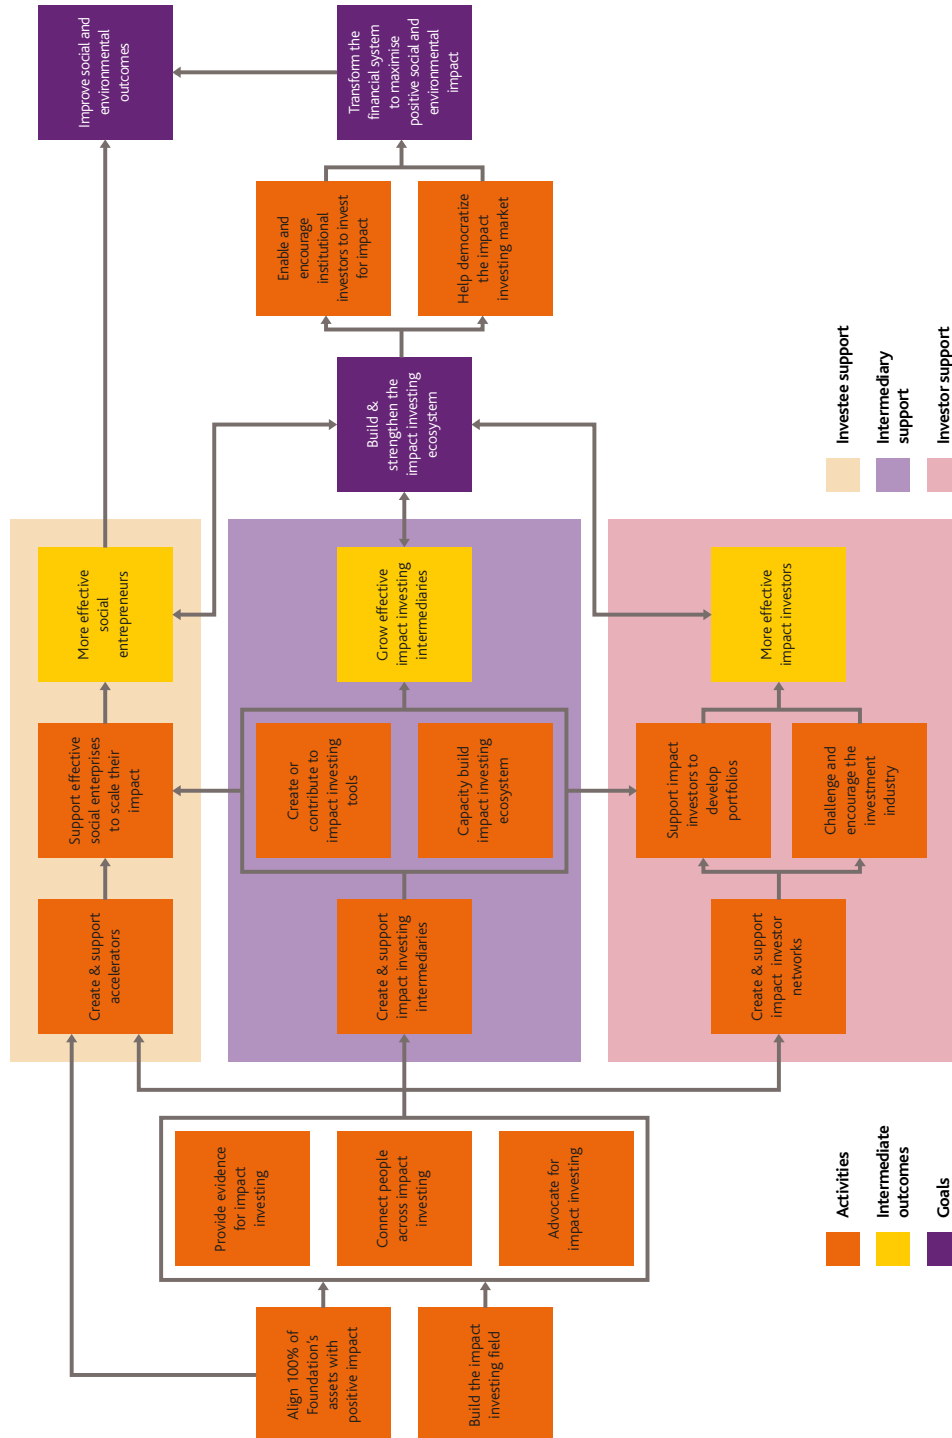 Align 100% of
Foundation's
assets with
positive impact
Build the impact
investing field
Provide evidence
for impact
investing
Connect people
across impact
investing
Advocate for
impact investing
Create & support
accelerators
Support effective
social enterprises
to scale their
impact
More effective
social
entrepreneurs
Create & support
impact investing
intermediaries
Create or
contribute to
impact investing
tools
Capacity build
impact investing
ecosystem
Grow effective
impact investing
intermediaries
Create & support
impact investor
networks
Support impact
investors to
develop
portfolios
Challenge and
encourage the
investment
industry
More effective
impact investors
Build &
strengthen the
impact investing
ecosystem
Enable and
encourage
institutional
investors to invest
for impact
Help democratize
the impact
investing market
Improve social and
environmental
outcomes
Transform the
financial system
to maximise
positive social and
environmental
impact
Activities
Intermediate
outcomes
Goals
Investee support
Intermediary
support
Investor support